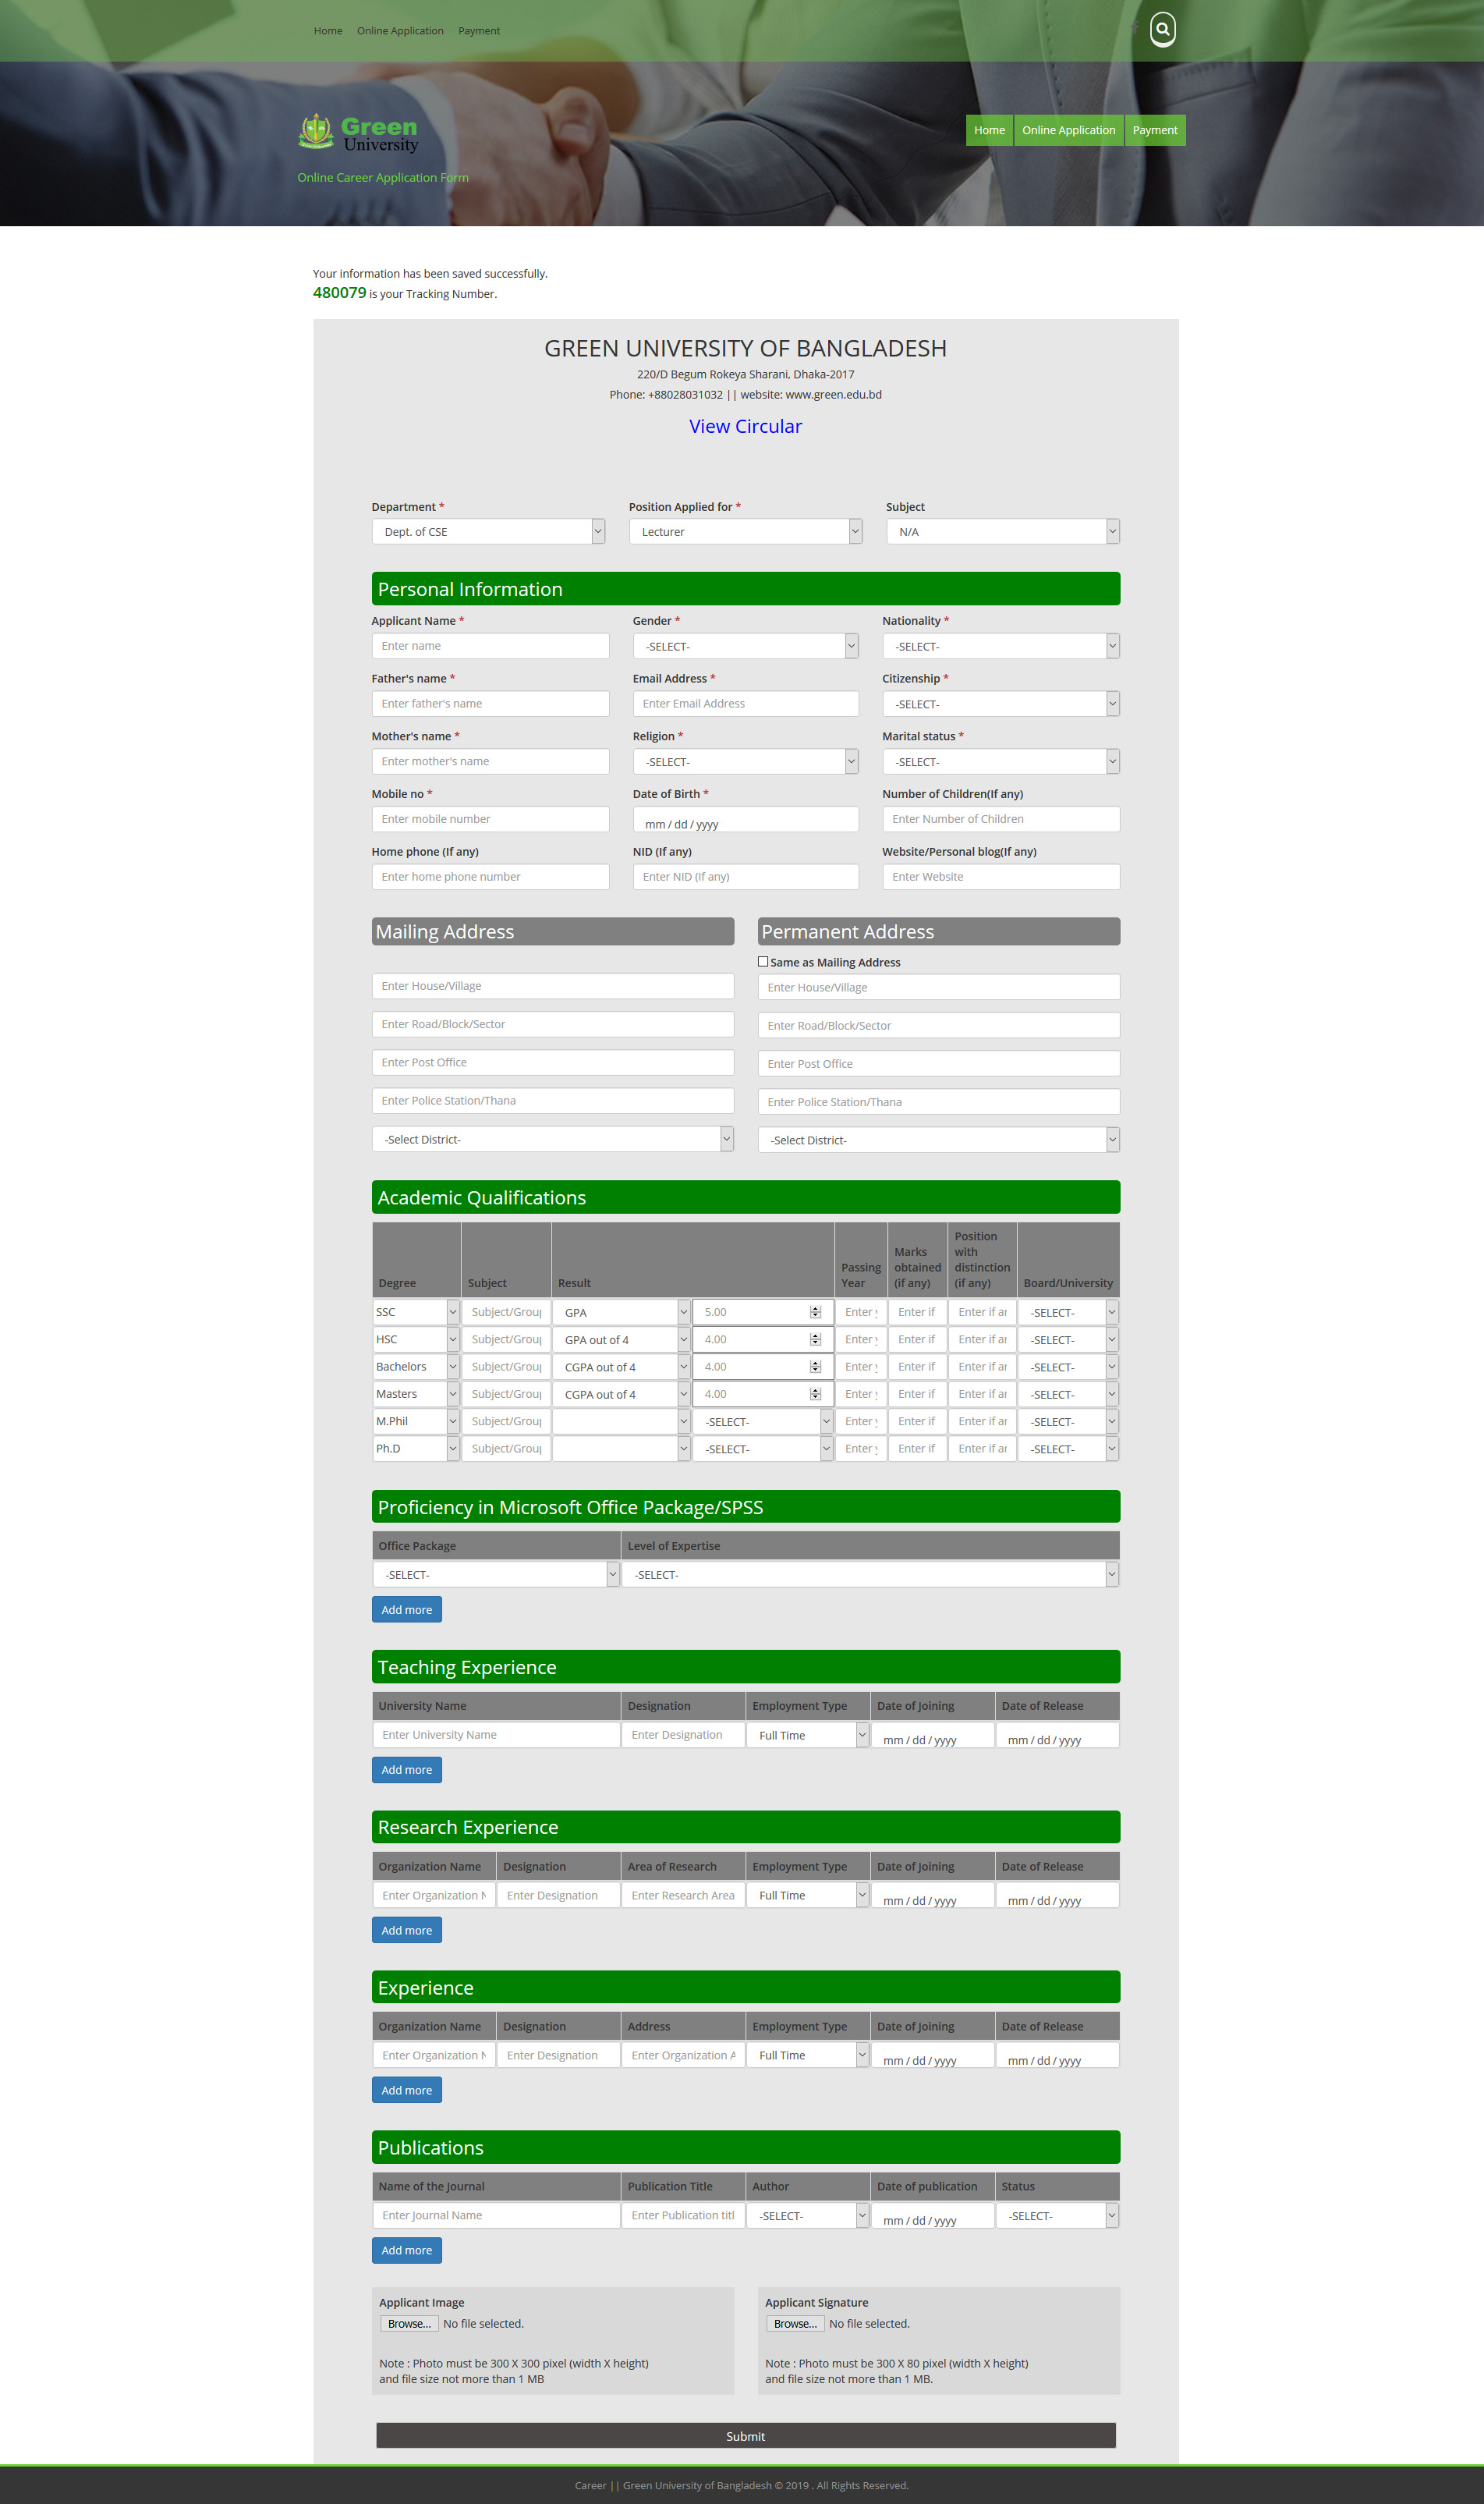 Home Online Application Payment
Green
University
Home Online Application Payment
Online Career Application Form
Your information has been saved successfully.
480079 is your Tracking Number.
GREEN UNIVERSITY OF BANGLADESH
220/D Begum Rokeya Sharani, Dhaka-2017
Phone: +88028031032 || website: www.green.edu.bd
View Circular
Department * Position Applied for * Subject
Dept. of CSE Lecturer N/A
Personal Information
Applicant Name * Gender * Nationality *
Enter name -SELECT- -SELECT-
Father's name * Email Address * Citizenship *
Enter father's name Enter Email Address -SELECT-
Mother's name * Religion * Marital status *
Enter mother's name -SELECT- -SELECT-
Mobile no * Date of Birth * Number of Children(If any)
Enter mobile number mm / dd / yyyy Enter Number of Children
Home phone (If any) NID (If any) Website/Personal blog(If any)
Enter home phone number Enter NID (If any) Enter Website
Mailing Address Permanent Address
Same as Mailing Address
Enter House/Village Enter House/Village
Enter Road/Block/Sector Enter Road/Block/Sector
Enter Post Office Enter Post Office
Enter Police Station/Thana Enter Police Station/Thana
-Select District- -Select District-
Academic Qualifications
Degree Subject Result Passing Year Marks obtained (if any) Position with distinction (if any) Board/University
SSC Subject/Grou GPA 5.00 Enter Enter if Enter if ar -SELECT-
HSC Subject/Grou GPA out of 4 4.00 Enter Enter if Enter if ar -SELECT-
Bachelors Subject/Grou CGPA out of 4 4.00 Enter Enter if Enter if ar -SELECT-
Masters Subject/Grou CGPA out of 4 4.00 Enter Enter if Enter if ar -SELECT-
M.Phil Subject/Grou -SELECT- Enter Enter if Enter if ar -SELECT-
Ph.D Subject/Grou -SELECT- Enter Enter if Enter if ar -SELECT-
Proficiency in Microsoft Office Package/SPSS
Office Package Level of Expertise
-SELECT- -SELECT-
Add more
Teaching Experience
University Name Designation Employment Type Date of Joining Date of Release
Enter University Name Enter Designation Full Time mm / dd / yyyy mm / dd / yyyy
Add more
Research Experience
Organization Name Designation Area of Research Employment Type Date of Joining Date of Release
Enter Organization N Enter Designation Enter Research Area Full Time mm / dd / yyyy mm / dd / yyyy
Add more
Experience
Organization Name Designation Address Employment Type Date of Joining Date of Release
Enter Organization N Enter Designation Enter Organization A Full Time mm / dd / yyyy mm / dd / yyyy
Add more
Publications
Name of the Journal Publication Title Author Date of publication Status
Enter Journal Name Enter Publication titl -SELECT- mm / dd / yyyy -SELECT-
Add more
Applicant Image Applicant Signature
Browse... No file selected. Browse... No file selected.
Note : Photo must be 300 X 300 pixel (width X height) Note : Photo must be 300 X 80 pixel (width X height)
and file size not more than 1 MB and file size not more than 1 MB.
Submit
Career || Green University of Bangladesh © 2019 . All Rights Reserved.